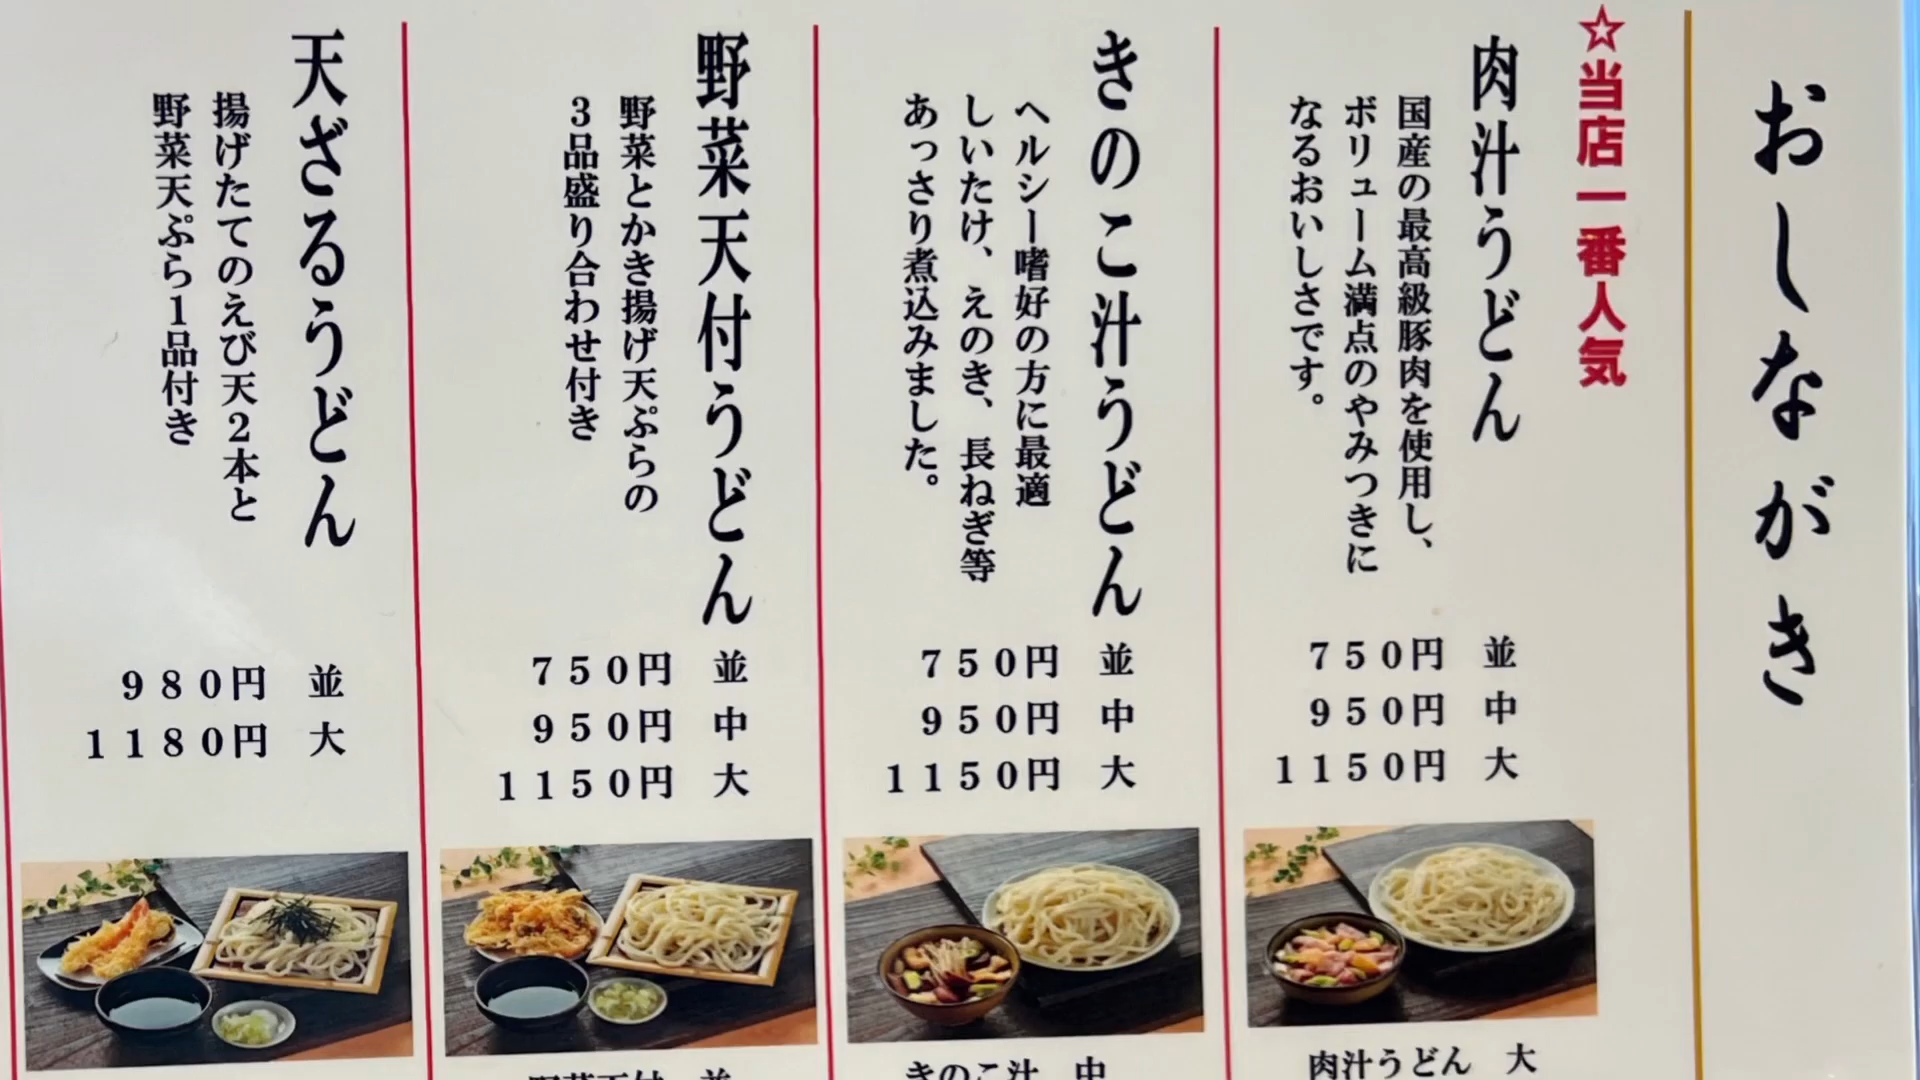 おしながき
☆当店一番人気
肉汁うどん
国産の最高級豚肉を使用し、
ボリューム満点のやみつきに
なるおいしさです。
750円 並
950円 中
1150円 大
肉汁うどん 大
きのこ汁うどん
ヘルシー嗜好の方に最適
しいたけ、えのき、長ねぎ等
あっさり煮込みました。
750円 並
950円 中
1150円 大
きのこ汁 中
野菜天付うどん
野菜とかき揚げ天ぷらの
3品盛り合わせ付き
750円 並
950円 中
1150円 大
野菜天付 並
天ざるうどん
揚げたてのえび天2本と
野菜天ぷら1品付き
980円 並
1180円 大